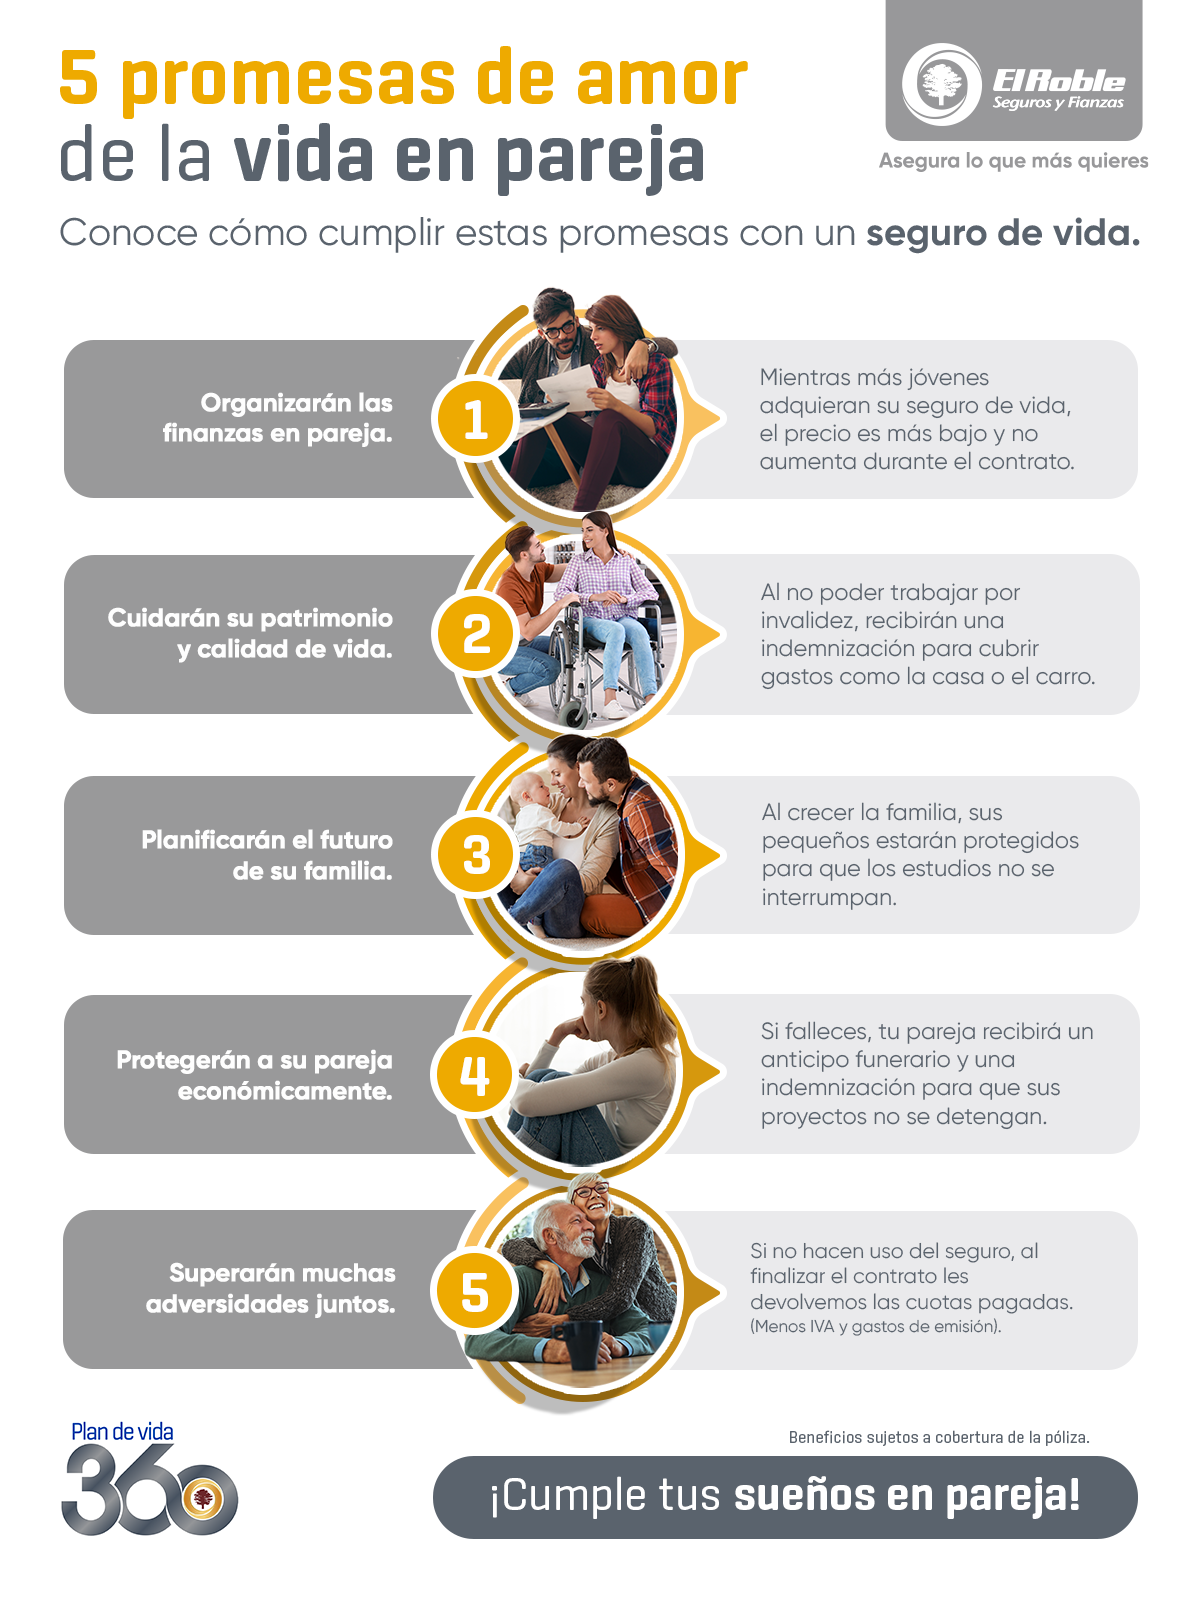 5 promesas de amor
de la vida en pareja
El Roble
Seguros y Fianzas
Asegura lo que más quieres
Conoce cómo cumplir estas promesas con un seguro de vida.
Organizarán las
finanzas en pareja.
1
Mientras más jóvenes
adquieran su seguro de vida,
el precio es más bajo y no
aumenta durante el contrato.
Cuidarán su patrimonio
y calidad de vida.
2
Al no poder trabajar por
invalidez, recibirán una
indemnización para cubrir
gastos como la casa o el carro.
Planificarán el futuro
de su familia.
3
Al crecer la familia, sus
pequeños estarán protegidos
para que los estudios no se
interrumpan.
Protegerán a su pareja
económicamente.
4
Si falleces, tu pareja recibirá un
anticipo funerario y una
indemnización para que sus
proyectos no se detengan.
Superarán muchas
adversidades juntos.
5
Si no hacen uso del seguro, al
finalizar el contrato les
devolvemos las cuotas pagadas.
(Menos IVA y gastos de emisión).
Plan de vida
360
Beneficios sujetos a cobertura de la póliza.
¡Cumple tus sueños en pareja!